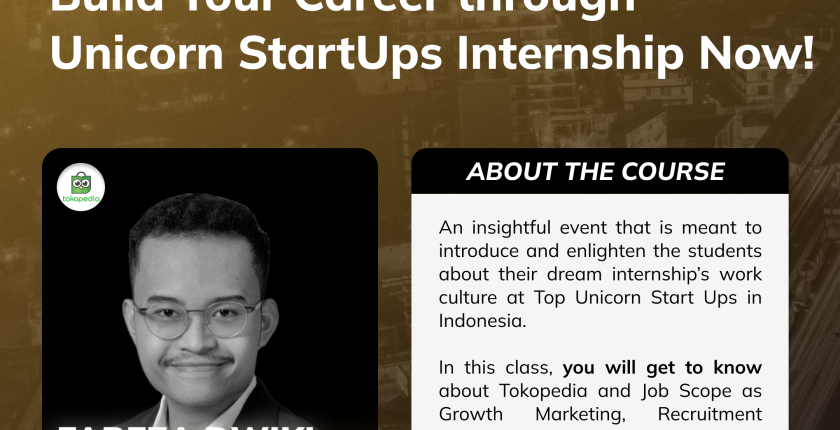 Build Your Career through
Unicorn StartUps Internship Now!
tokopedia
ABOUT THE COURSE
An insightful event that is meant to
introduce and enlighten the students
about their dream internship's work
culture at Top Unicorn Start Ups in
Indonesia.
In this class, you will get to know
about Tokopedia and Job Scope as
Growth Marketing, Recruitment